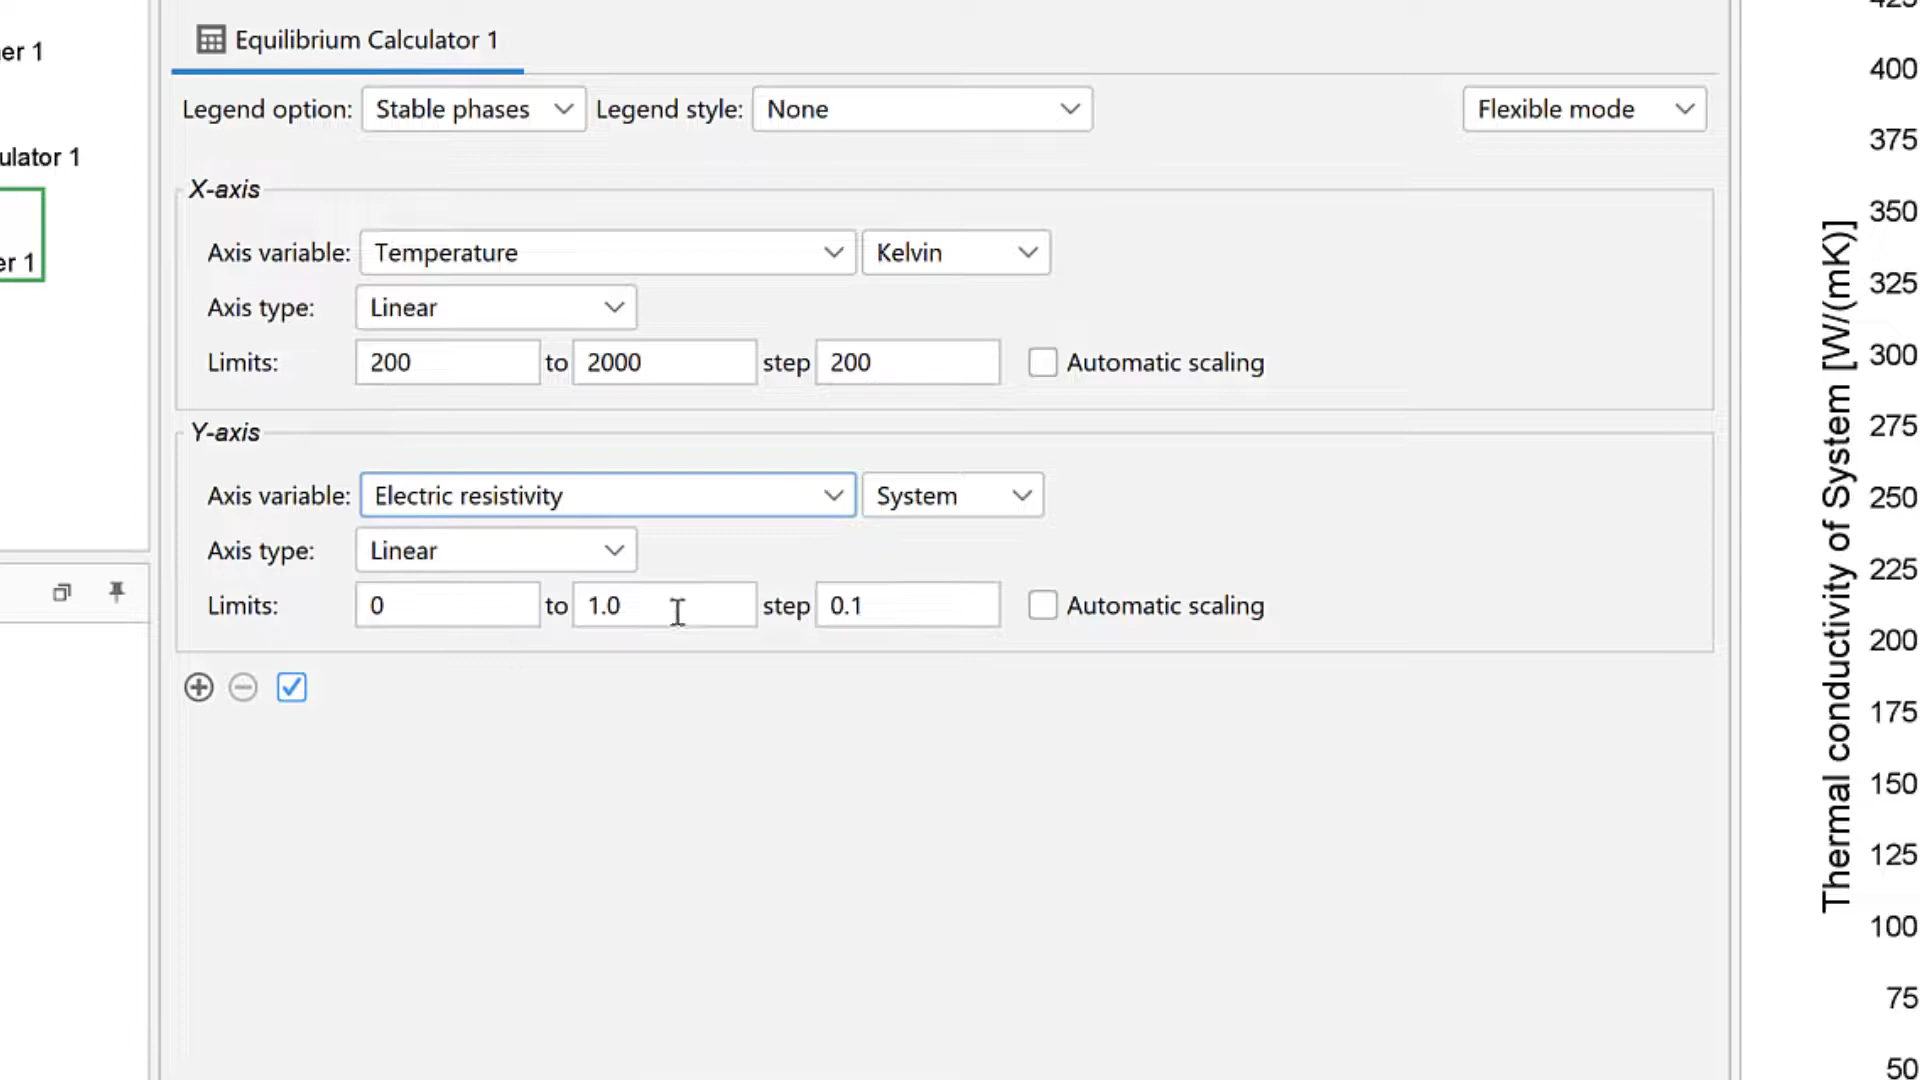 er 1
ulator 1
er 1
Equilibrium Calculator 1
Legend option: Stable phases Legend style: None Flexible mode
X-axis
Axis variable: Temperature Kelvin
Axis type: Linear
Limits: 200 to 2000 step 200 Automatic scaling
Y-axis
Axis variable: Electric resistivity System
Axis type: Linear
Limits: 0 to 1.0 step 0.1 Automatic scaling
Thermal conductivity of System [W/(mK)]
425
400
375
350
325
300
275
250
225
200
175
150
125
100
75
50